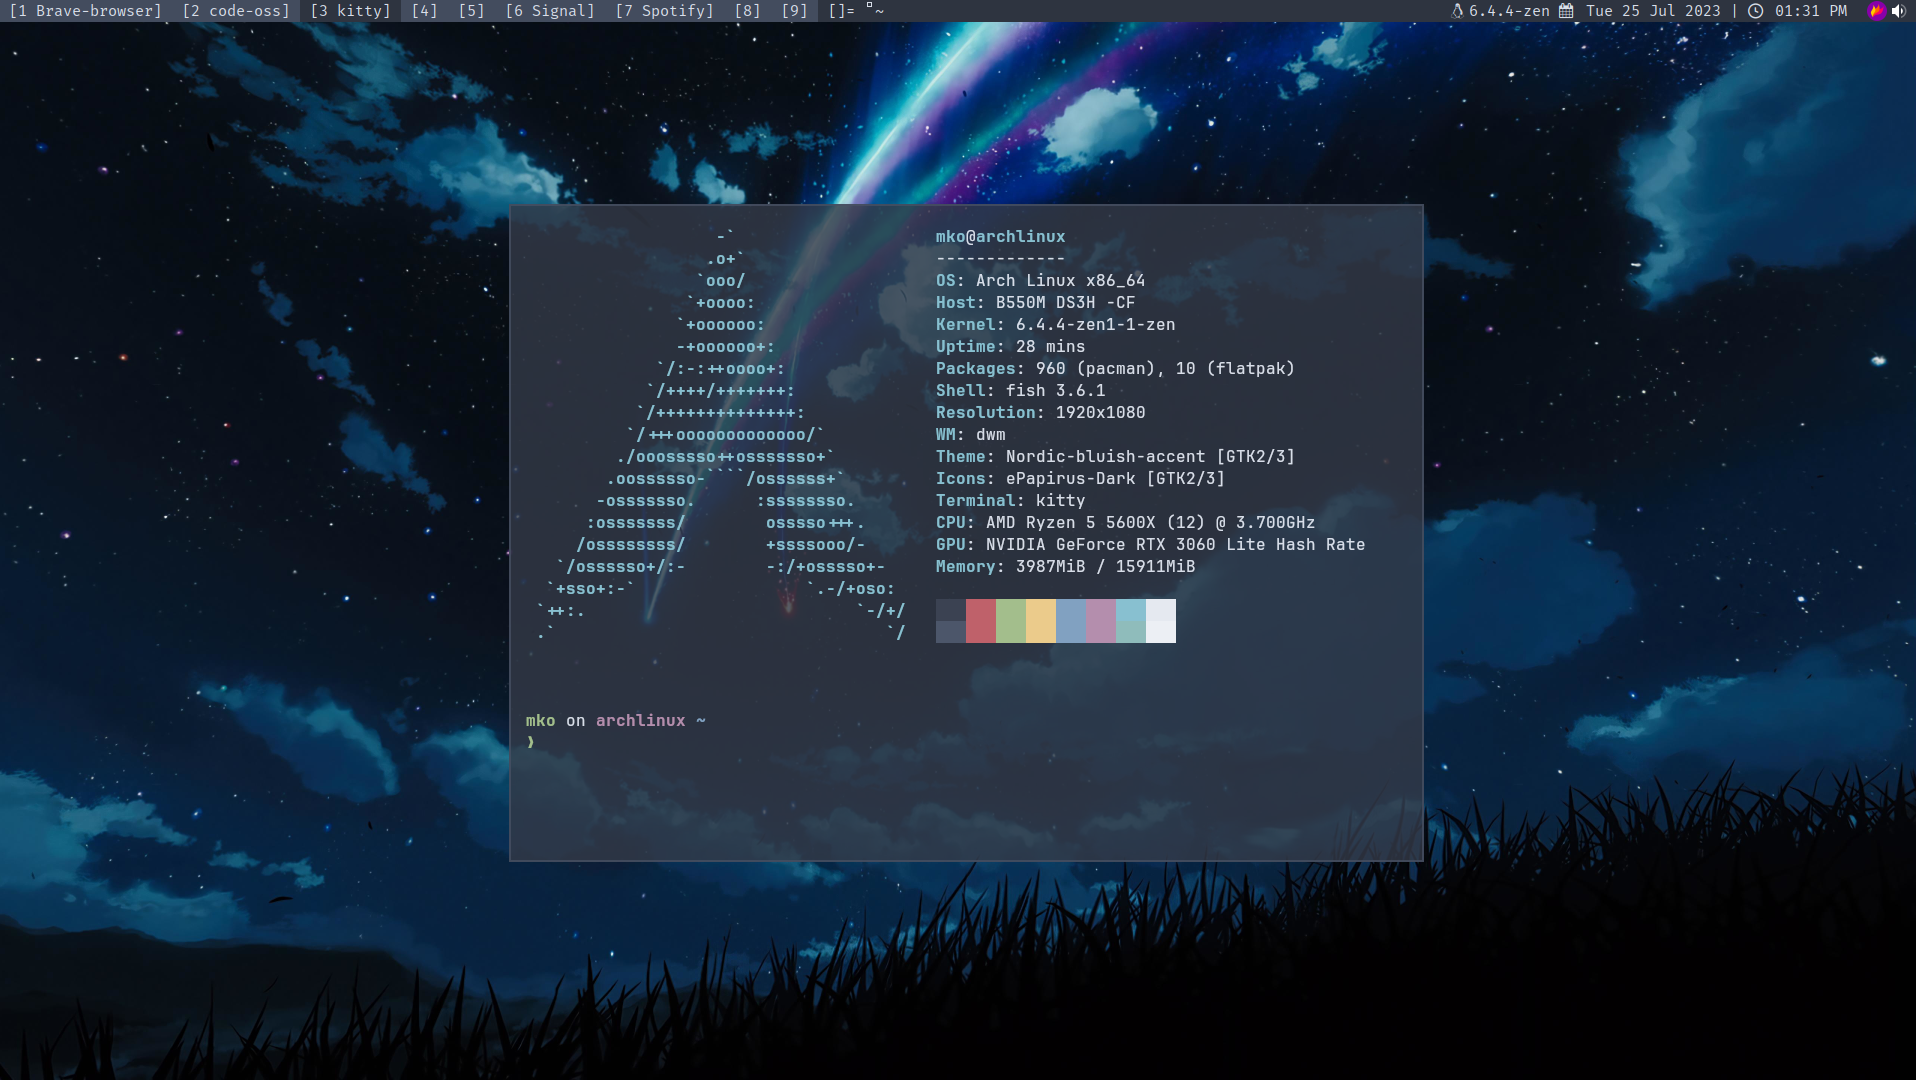 [1 Brave-browser] [2 code-oss] [3 kitty] [4] [5] [6 Signal] [7 Spotify] [8] [9] []= ~ 6.4.4-zen Tue 25 Jul 2023 | 01:31 PM
                   -`
                  .o+`
                 `ooo/
                `+oooo:
               `+oooooo:
               -+oooooo+:
             `/:-:++oooo+:
            `/++++/+++++++:
           `/++++++++++++++:
          `/+++ooooooooooooo/`
         ./ooosssso++osssssso+`
        .oossssso-````/ossssss+`
       -osssssso.      :ssssssso.
      :osssssss/        osssso+++.
     /ossssssss/        +ssssooo/-
   `/ossssso+/:-        -:/+osssso+-
  `+sso+:-`                 `.-/+oso:
 `++:.                           `-/+/
 .`                                 `/
mko@archlinux
-------------
OS: Arch Linux x86_64
Host: B550M DS3H -CF
Kernel: 6.4.4-zen1-1-zen
Uptime: 28 mins
Packages: 960 (pacman), 10 (flatpak)
Shell: fish 3.6.1
Resolution: 1920x1080
WM: dwm
Theme: Nordic-bluish-accent [GTK2/3]
Icons: ePapirus-Dark [GTK2/3]
Terminal: kitty
CPU: AMD Ryzen 5 5600X (12) @ 3.700GHz
GPU: NVIDIA GeForce RTX 3060 Lite Hash Rate
Memory: 3987MiB / 15911MiB
mko on archlinux ~
❫